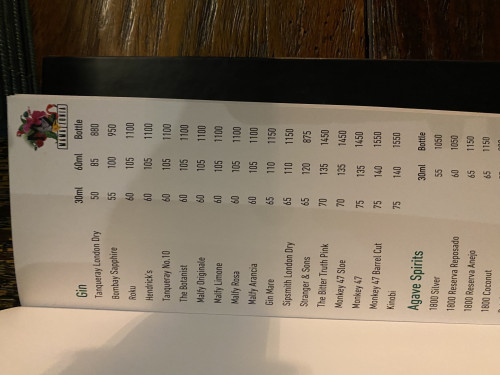 MONSTERIER
Gin 30ml 60ml Bottle
Tanqueray London Dry 50 85 880
Bombay Sapphire 55 100 950
Roku 60 105 1100
Hendrick's 60 105 1100
Tanqueray No.10 60 105 1100
The Botanist 60 105 1100
Malfy Originale 60 105 1100
Malfy Limone 60 105 1100
Malfy Rosa 60 105 1100
Malfy Arancia 60 105 1100
Gin Mare 65 110 1150
Sipsmith London Dry 65 110 1150
Stranger & Sons 65 120 875
The Bitter Truth Pink 70 135 1450
Monkey 47 Sloe 70 135 1450
Monkey 47 75 140 1450
Monkey 47 Barrel Cut 75 140 1550
Kinobi 75 140 1550
Agave Spirits 30ml Bottle
1800 Silver 55 1050
1800 Reserva Reposado 60 1050
1800 Reserva Anejo 65 1150
1800 Coconut 65 1150